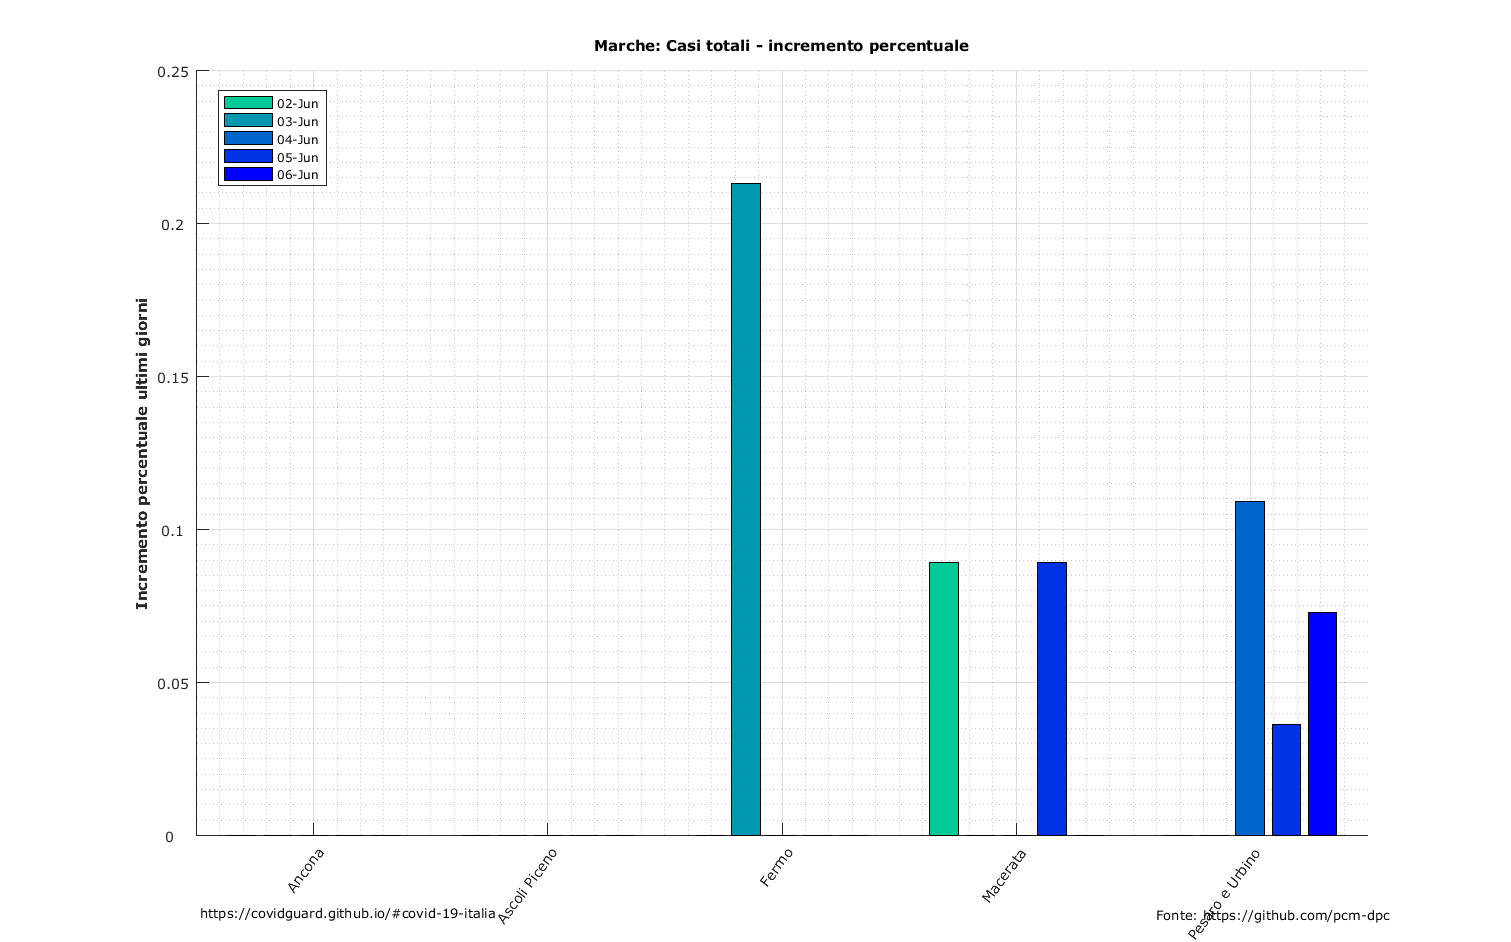 Marche: Casi totali - incremento percentuale
0.25
0.2
0.15
0.1
0.05
0
Incremento percentuale ultimi giorni
02-Jun
03-Jun
04-Jun
05-Jun
06-Jun
Ancona
Ascoli Piceno
Fermo
Macerata
Pesaro e Urbino
https://covidguard.github.io/#covid-19-italia
Fonte: https://github.com/pcm-dpc